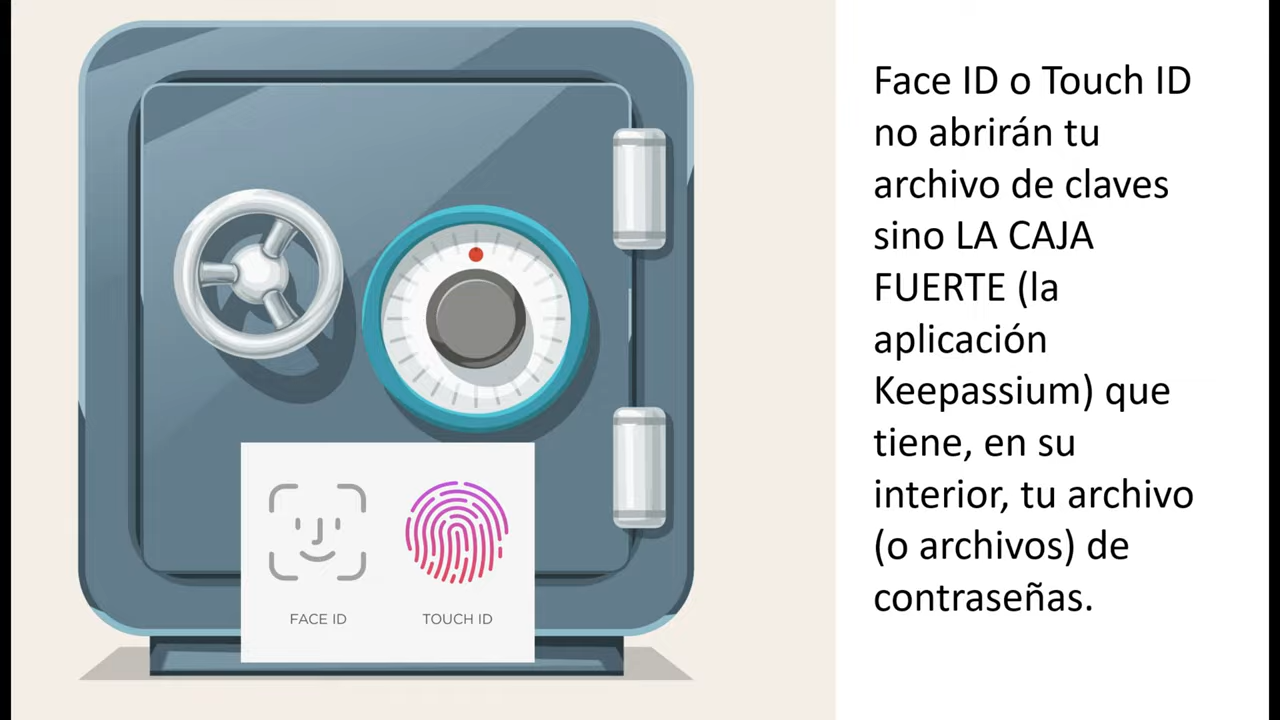 Face ID o Touch ID
no abrirán tu
archivo de claves
sino LA CAJA
FUERTE (la
aplicación
Keepassium) que
tiene, en su
interior, tu archivo
(o archivos) de
contraseñas.
FACE ID
TOUCH ID